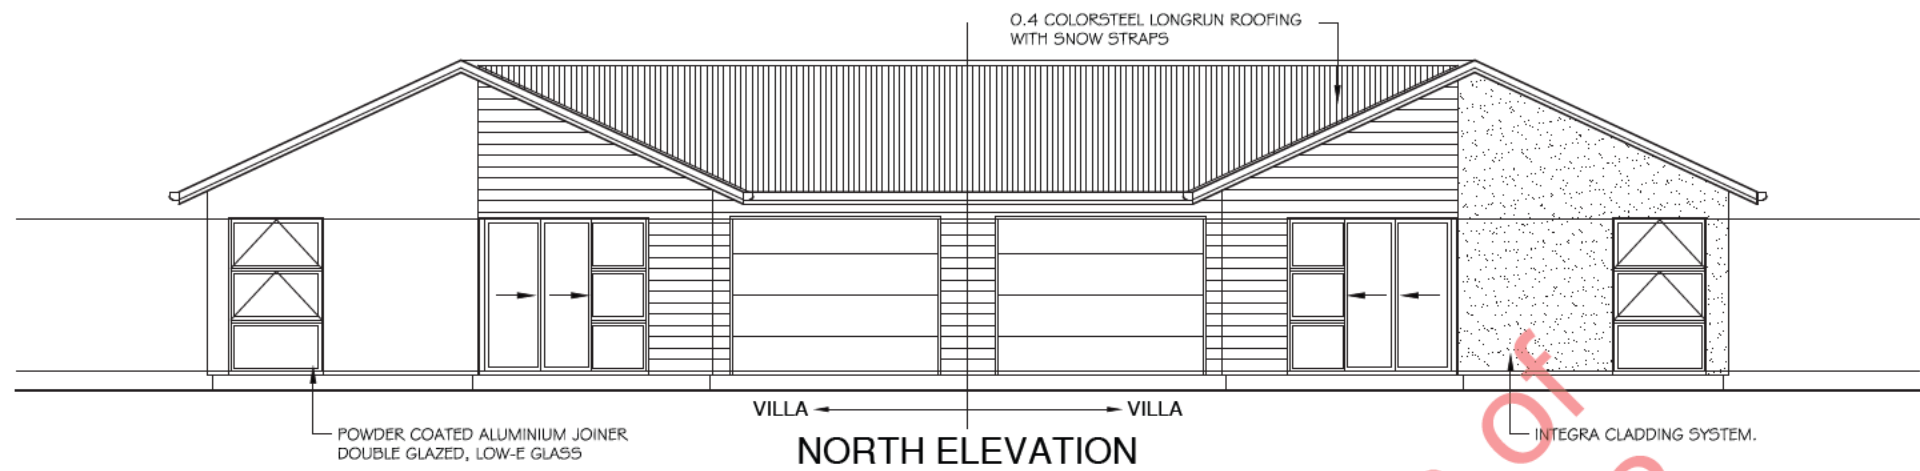 0.4 COLORSTEEL LONGRUN ROOFING
WITH SNOW STRAPS
VILLA
VILLA
POWDER COATED ALUMINIUM JOINER
DOUBLE GLAZED, LOW-E GLASS
NORTH ELEVATION
INTEGRA CLADDING SYSTEM.
of